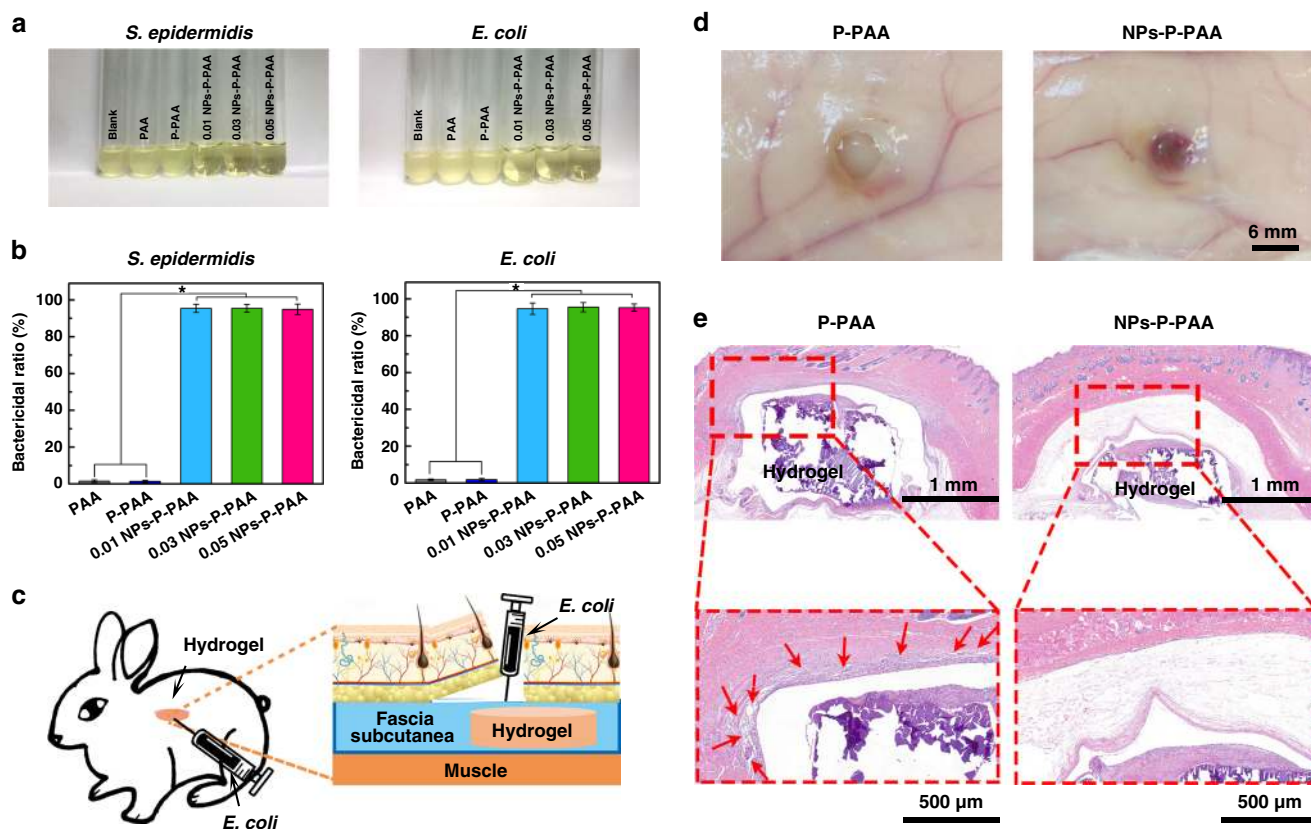 a
S. epidermidis
E. coli
Blank
PAA
P-PAA
0.01 NPs-P-PAA
0.03 NPs-P-PAA
0.05 NPs-P-PAA
Blank
PAA
P-PAA
0.01 NPs-P-PAA
0.03 NPs-P-PAA
0.05 NPs-P-PAA
b
S. epidermidis
Bactericidal ratio (%)
100
80
60
40
20
0
*
PAA
P-PAA
0.01 NPs-P-PAA
0.03 NPs-P-PAA
0.05 NPs-P-PAA
E. coli
Bactericidal ratio (%)
100
80
60
40
20
0
*
PAA
P-PAA
0.01 NPs-P-PAA
0.03 NPs-P-PAA
0.05 NPs-P-PAA
c
Hydrogel
E. coli
E. coli
Fascia
subcutanea
Hydrogel
Muscle
d
P-PAA
NPs-P-PAA
6 mm
e
P-PAA
NPs-P-PAA
Hydrogel
1 mm
Hydrogel
1 mm
500 µm
500 µm